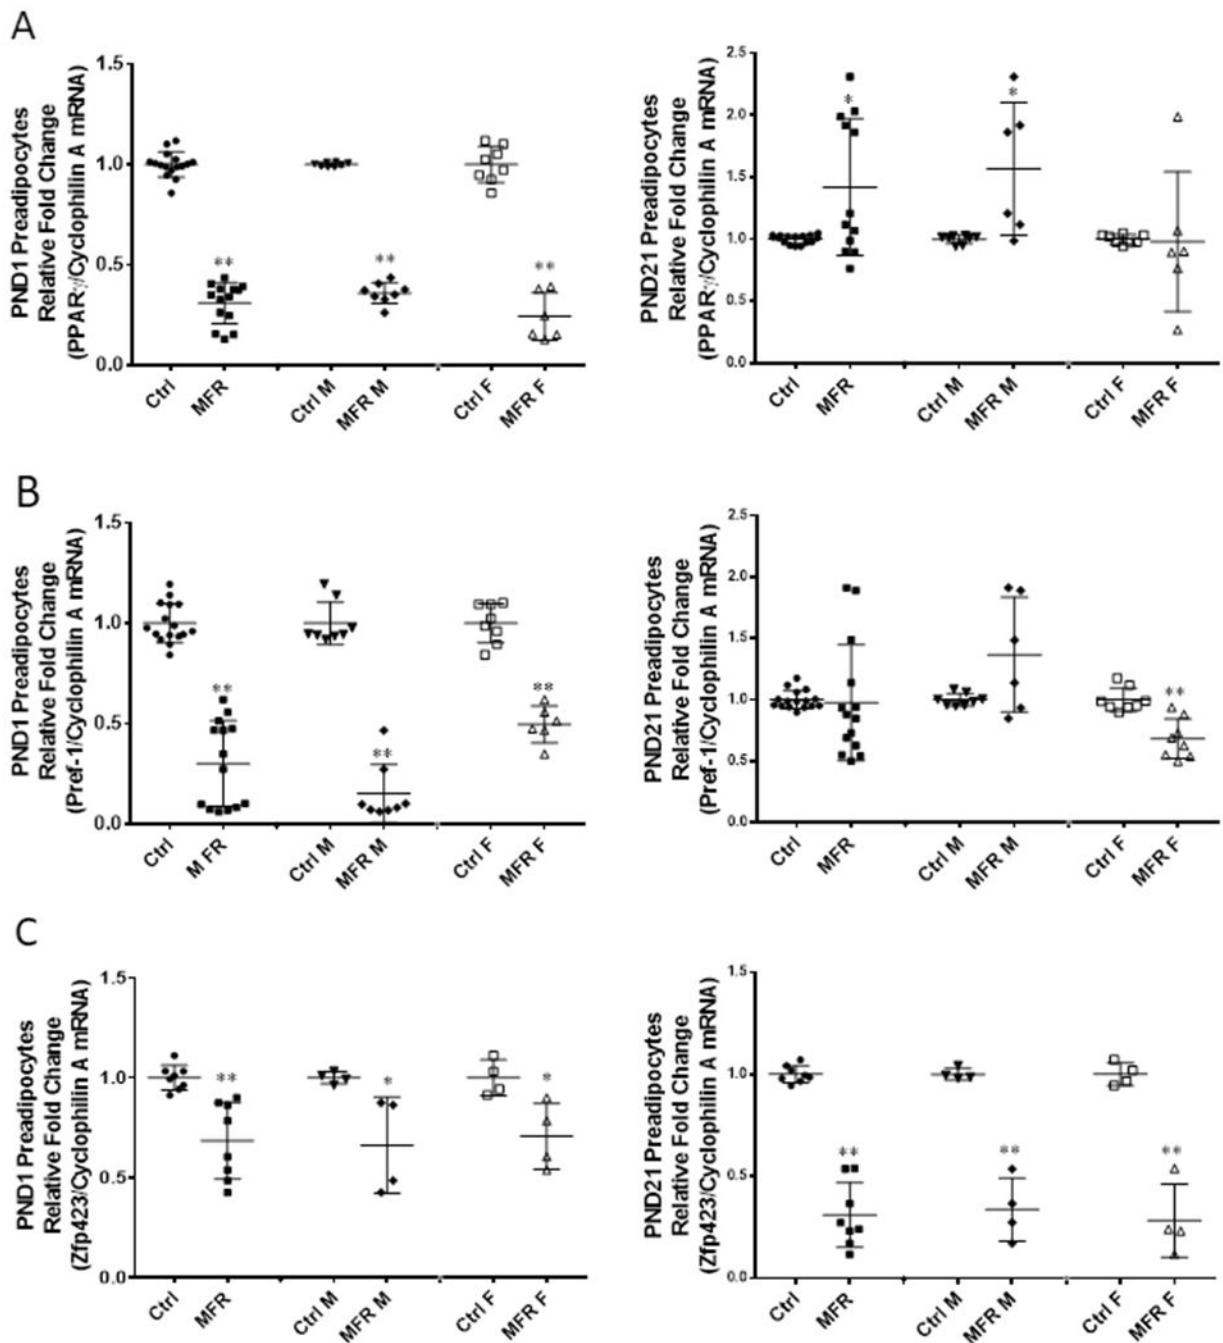 A
PND1 Preadipocytes
Relative Fold Change
(PPARγ/Cyclophilin A mRNA)
1.5
1.0
0.5
0.0
**
**
**
Ctrl
MFR
Ctrl M
MFR M
Ctrl F
MFR F
PND21 Preadipocytes
Relative Fold Change
(PPARγ/Cyclophilin A mRNA)
2.5
2.0
1.5
1.0
0.5
0.0
*
*
Ctrl
MFR
Ctrl M
MFR M
Ctrl F
MFR F
B
PND1 Preadipocytes
Relative Fold Change
(Pref-1/Cyclophilin A mRNA)
1.5
1.0
0.5
0.0
**
**
**
Ctrl
M FR
Ctrl M
MFR M
Ctrl F
MFR F
PND21 Preadipocytes
Relative Fold Change
(Pref-1/Cyclophilin A mRNA)
2.5
2.0
1.5
1.0
0.5
0.0
**
Ctrl
MFR
Ctrl M
MFR M
Ctrl F
MFR F
C
PND1 Preadipocytes
Relative Fold Change
(Zfp423/Cyclophilin A mRNA)
1.5
1.0
0.5
0.0
**
*
*
Ctrl
MFR
Ctrl M
MFR M
Ctrl F
MFR F
PND21 Preadipocytes
Relative Fold Change
(Zfp423/Cyclophilin A mRNA)
1.5
1.0
0.5
0.0
**
**
**
Ctrl
MFR
Ctrl M
MFR M
Ctrl F
MFR F